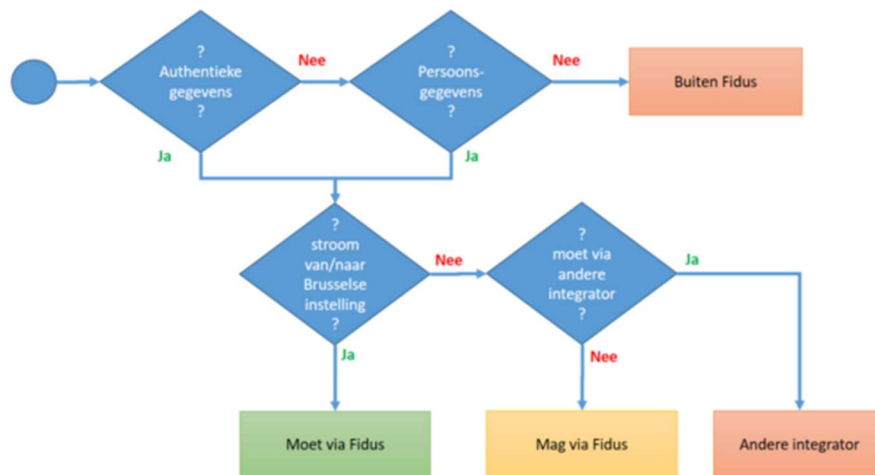 ?
Authentieke
gegevens
?
Nee
?
Persoons-
gegevens
?
Nee
Buiten Fidus
Ja
Ja
?
stroom
van/naar
Brusselse
instelling
?
Nee
?
moet via
andere
integrator
?
Ja
Ja
Nee
Moet via Fidus
Mag via Fidus
Andere integrator